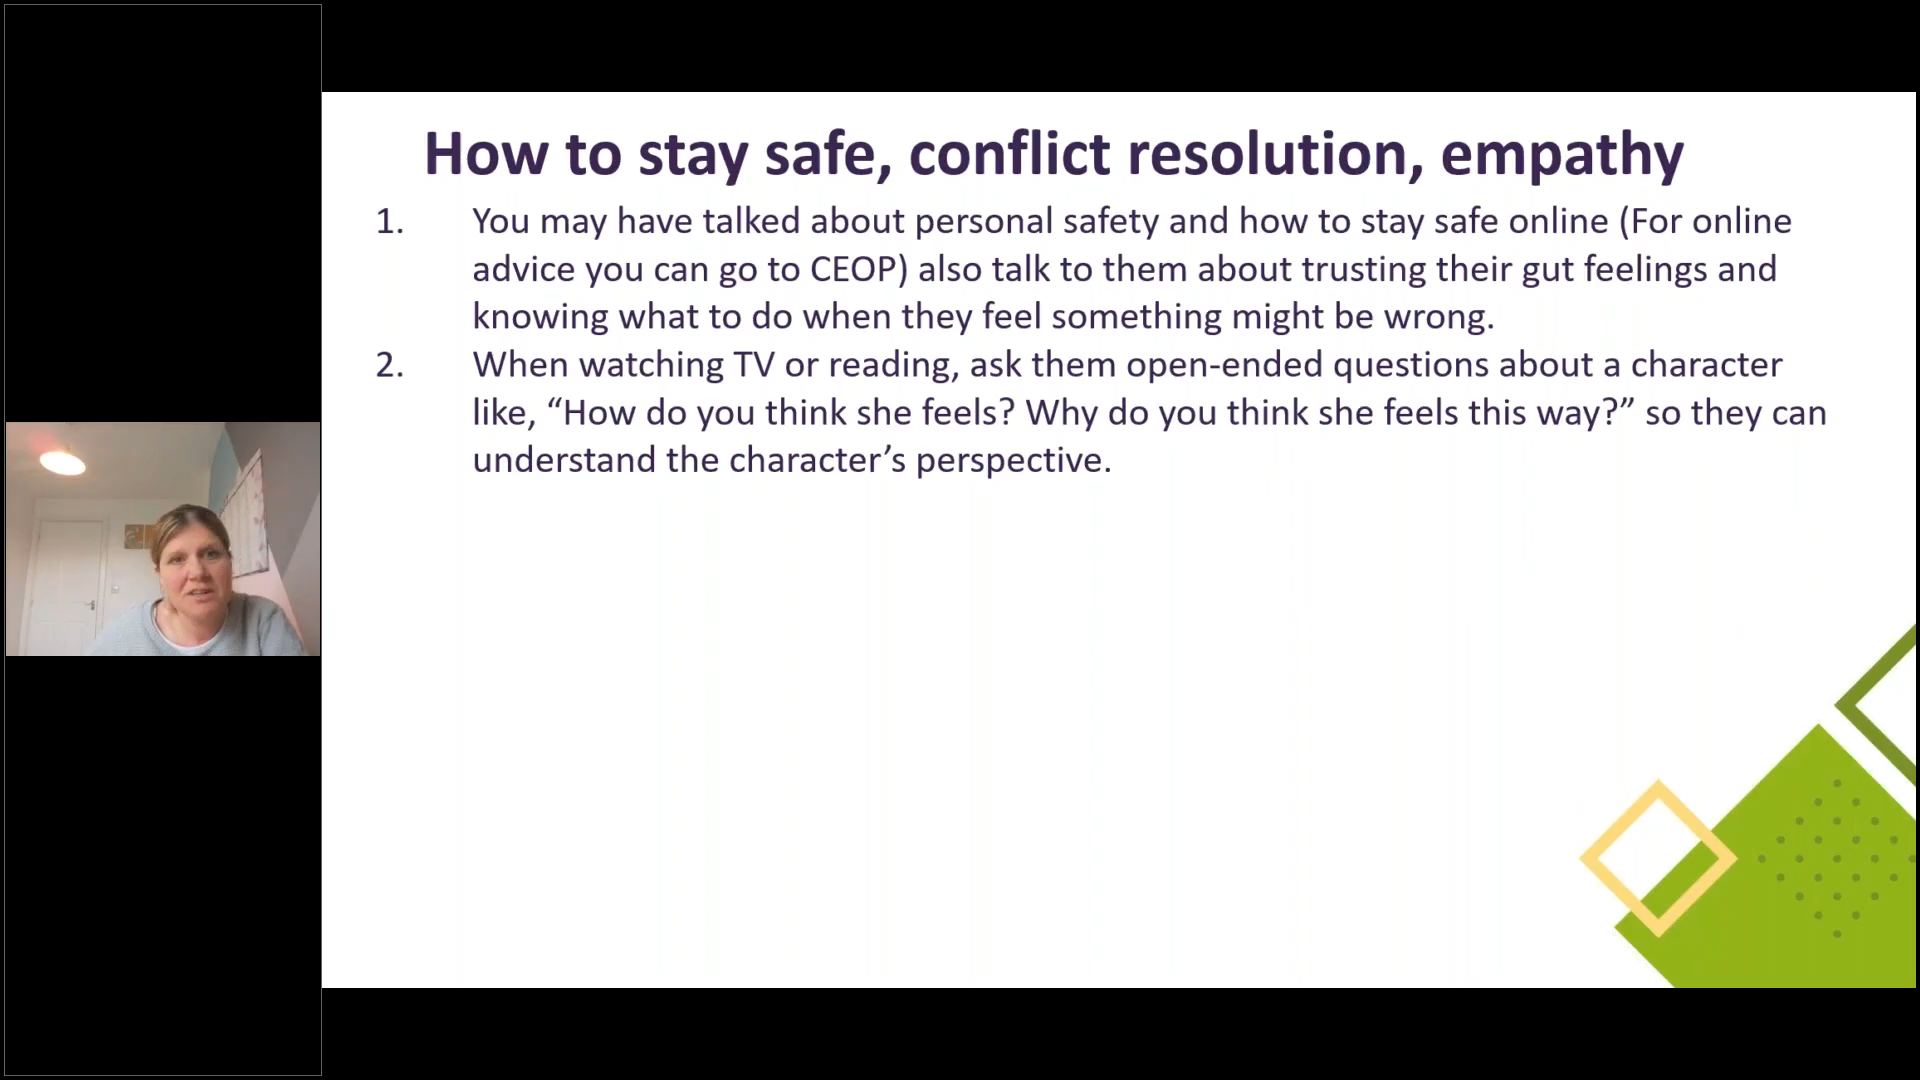 How to stay safe, conflict resolution, empathy
1. You may have talked about personal safety and how to stay safe online (For online
advice you can go to CEOP) also talk to them about trusting their gut feelings and
knowing what to do when they feel something might be wrong.
2. When watching TV or reading, ask them open-ended questions about a character
like, “How do you think she feels? Why do you think she feels this way?” so they can
understand the character’s perspective.